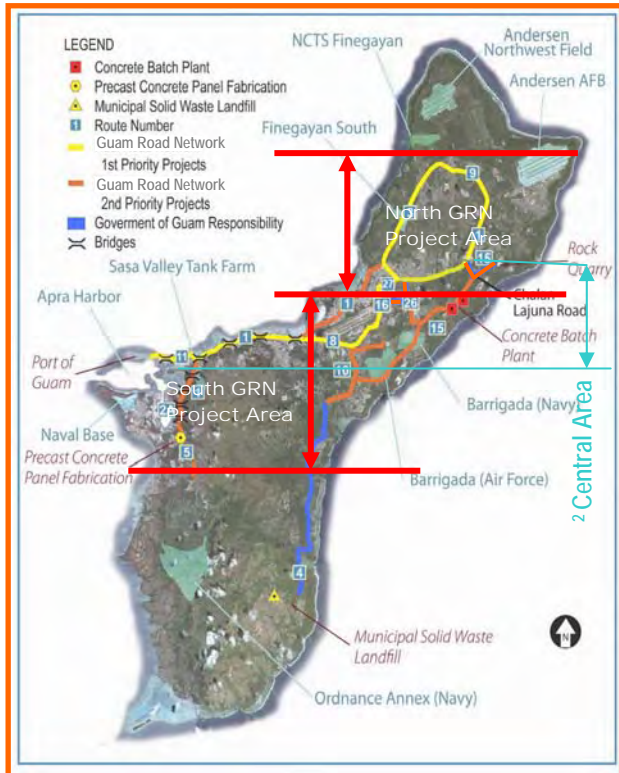 LEGEND
Concrete Batch Plant
Precast Concrete Panel Fabrication
Municipal Solid Waste Landfill
1 Route Number
Guam Road Network
1st Priority Projects
Guam Road Network
2nd Priority Projects
Goverment of Guam Responsibility
Bridges
NCTS Finegayan
Andersen
Northwest Field
Andersen AFB
Finegayan South
9
North GRN
Project Area
1
15
Rock
Quarry
Sasa Valley Tank Farm
Apra Harbor
27
Chalan
Lajuna Road
1
16
26
15
Concrete Batch
Plant
1
8
11
Port of
Guam
10
South GRN
Project Area
Barrigada (Navy)
2 Central Area
Naval Base
Precast Concrete
Panel Fabrication
5
Barrigada (Air Force)
4
Municipal Solid Waste
Landfill
N
Ordnance Annex (Navy)